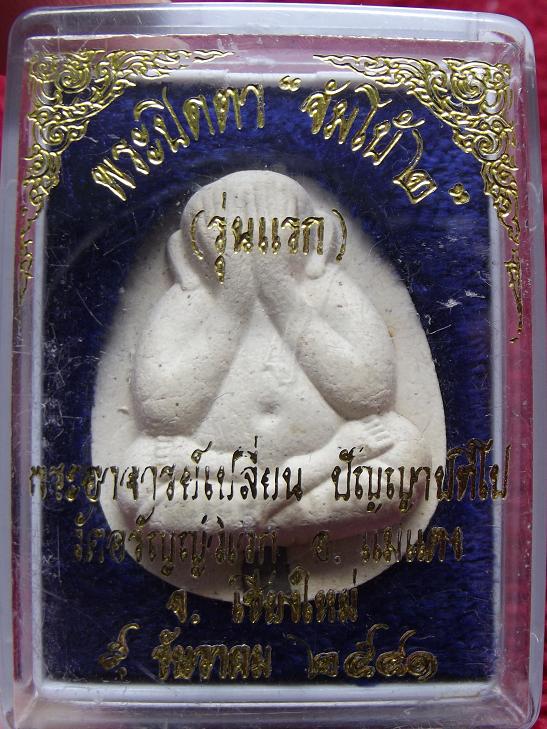 พระปิดตา "จัมโบ้ ๒"
(รุ่นแรก)
พระอาจารย์เปลี่ยน ปัญญาปทีโป
วัดอรัญญวิเวก อ. แม่แตง
จ. เชียงใหม่
๕ ธันวาคม ๒๕๔๑